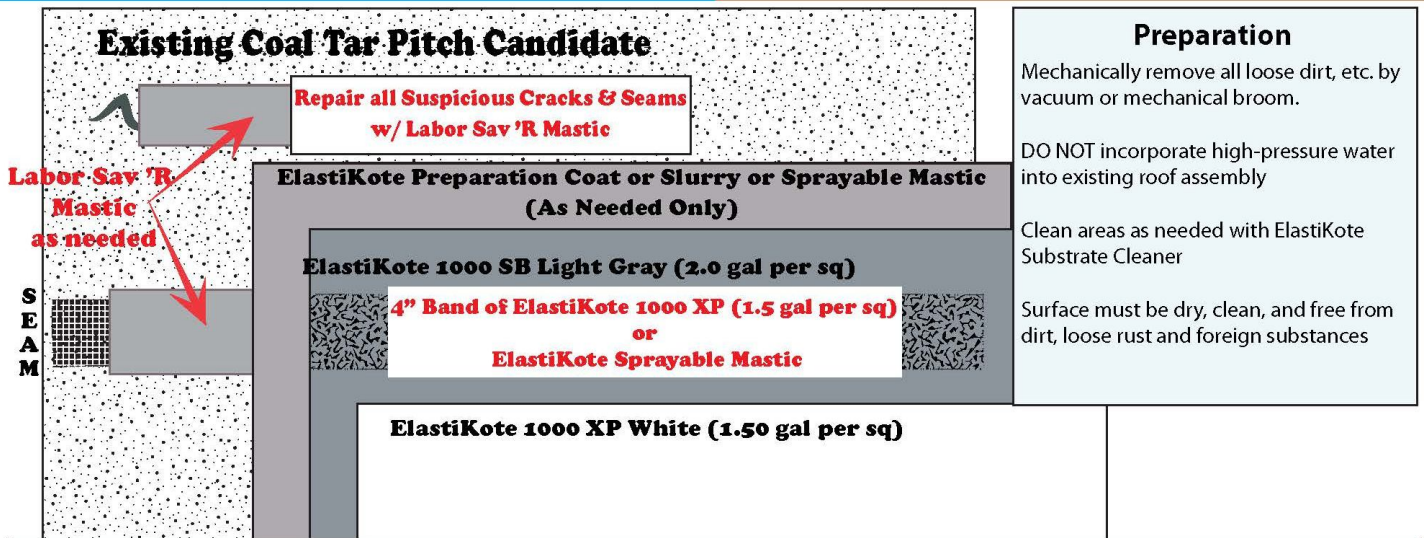 Existing Coal Tar Pitch Candidate
Repair all Suspicious Cracks & Seams
w/ Labor Sav ’R Mastic
Labor Sav ’R
Mastic
as needed
ElastiKote Preparation Coat or Slurry or Sprayable Mastic
(As Needed Only)
ElastiKote 1000 SB Light Gray (2.0 gal per sq)
SEAM
4” Band of ElastiKote 1000 XP (1.5 gal per sq)
or
ElastiKote Sprayable Mastic
ElastiKote 1000 XP White (1.50 gal per sq)
Preparation
Mechanically remove all loose dirt, etc. by
vacuum or mechanical broom.
DO NOT incorporate high-pressure water
into existing roof assembly
Clean areas as needed with ElastiKote
Substrate Cleaner
Surface must be dry, clean, and free from
dirt, loose rust and foreign substances